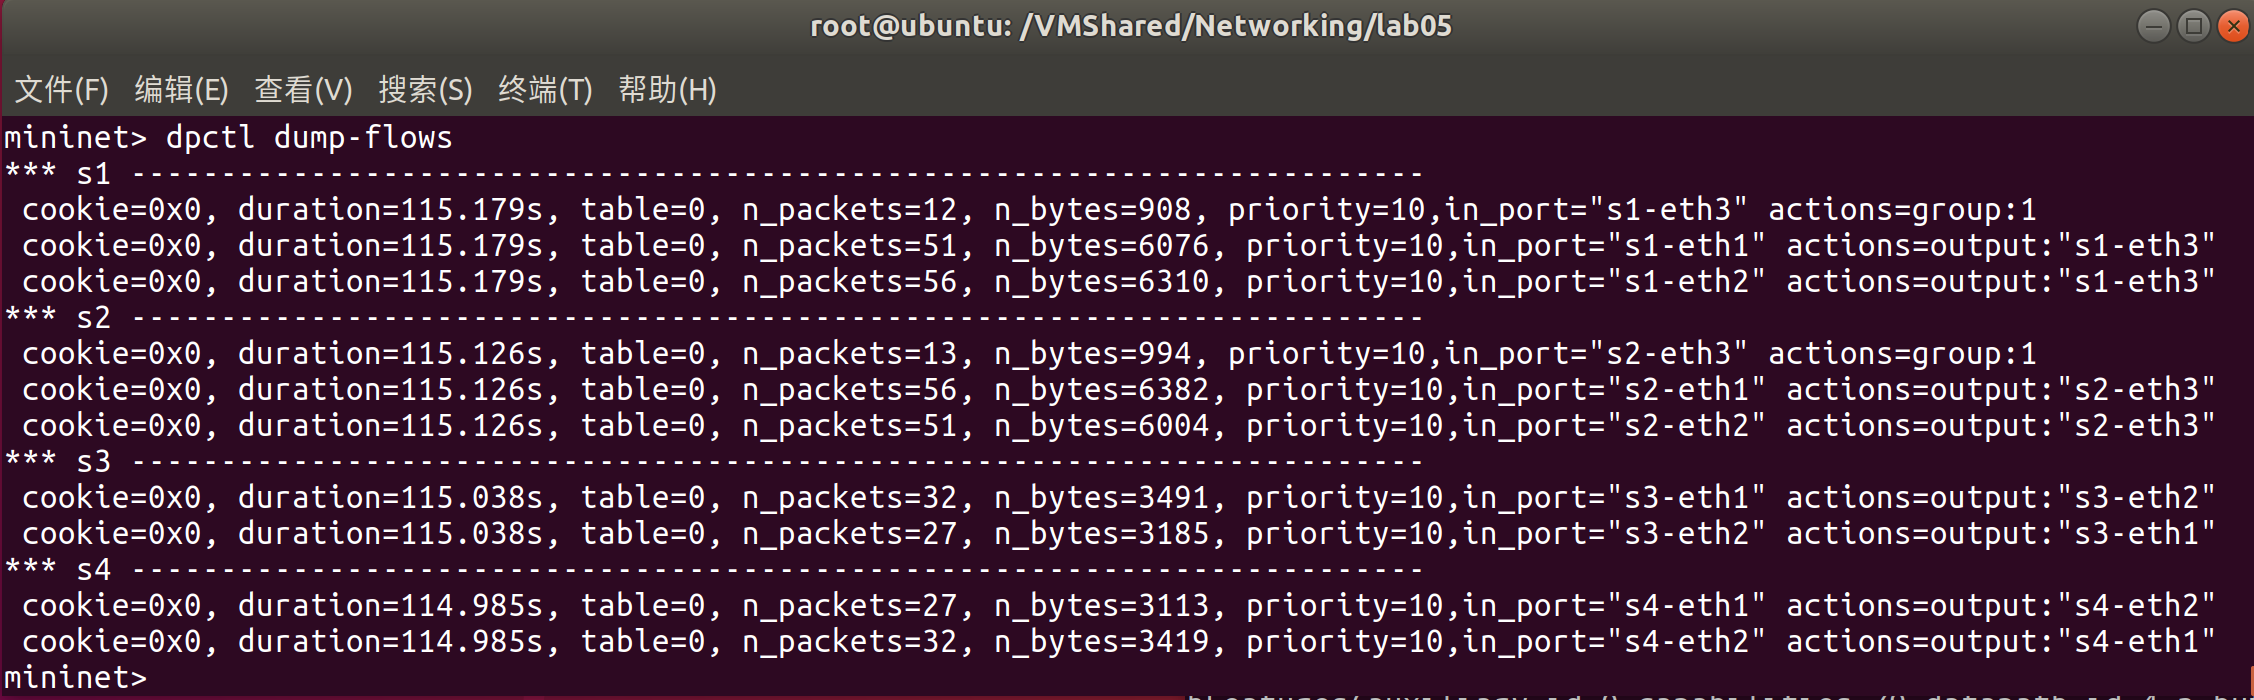 root@ubuntu: /VMShared/Networking/lab05
文件(F) 编辑(E) 查看(V) 搜索(S) 终端(T) 帮助(H)
mininet> dpctl dump-flows
*** s1 ------------------------------------------------------------------------
 cookie=0x0, duration=115.179s, table=0, n_packets=12, n_bytes=908, priority=10,in_port="s1-eth3" actions=group:1
 cookie=0x0, duration=115.179s, table=0, n_packets=51, n_bytes=6076, priority=10,in_port="s1-eth1" actions=output:"s1-eth3"
 cookie=0x0, duration=115.179s, table=0, n_packets=56, n_bytes=6310, priority=10,in_port="s1-eth2" actions=output:"s1-eth3"
*** s2 ------------------------------------------------------------------------
 cookie=0x0, duration=115.126s, table=0, n_packets=13, n_bytes=994, priority=10,in_port="s2-eth3" actions=group:1
 cookie=0x0, duration=115.126s, table=0, n_packets=56, n_bytes=6382, priority=10,in_port="s2-eth1" actions=output:"s2-eth3"
 cookie=0x0, duration=115.126s, table=0, n_packets=51, n_bytes=6004, priority=10,in_port="s2-eth2" actions=output:"s2-eth3"
*** s3 ------------------------------------------------------------------------
 cookie=0x0, duration=115.038s, table=0, n_packets=32, n_bytes=3491, priority=10,in_port="s3-eth1" actions=output:"s3-eth2"
 cookie=0x0, duration=115.038s, table=0, n_packets=27, n_bytes=3185, priority=10,in_port="s3-eth2" actions=output:"s3-eth1"
*** s4 ------------------------------------------------------------------------
 cookie=0x0, duration=114.985s, table=0, n_packets=27, n_bytes=3113, priority=10,in_port="s4-eth1" actions=output:"s4-eth2"
 cookie=0x0, duration=114.985s, table=0, n_packets=32, n_bytes=3419, priority=10,in_port="s4-eth2" actions=output:"s4-eth1"
mininet>